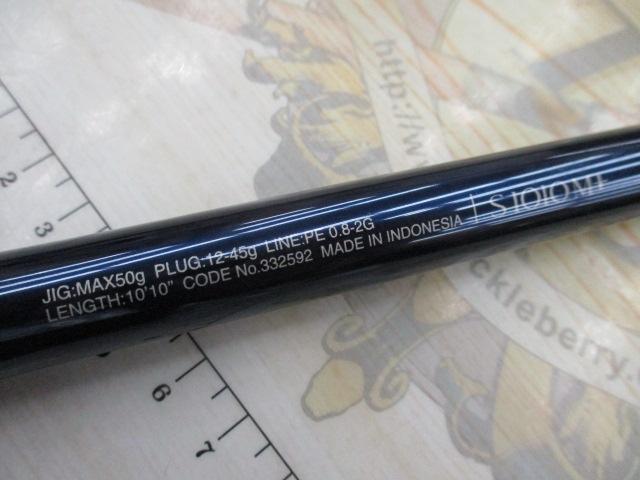 JIG:MAX50g PLUG:12-45g LINE:PE 0.8-2G
LENGTH:10'10" CODE No.332592 MADE IN INDONESIA
S1010MT
http://w
ckleberry.c
2
3
6
7